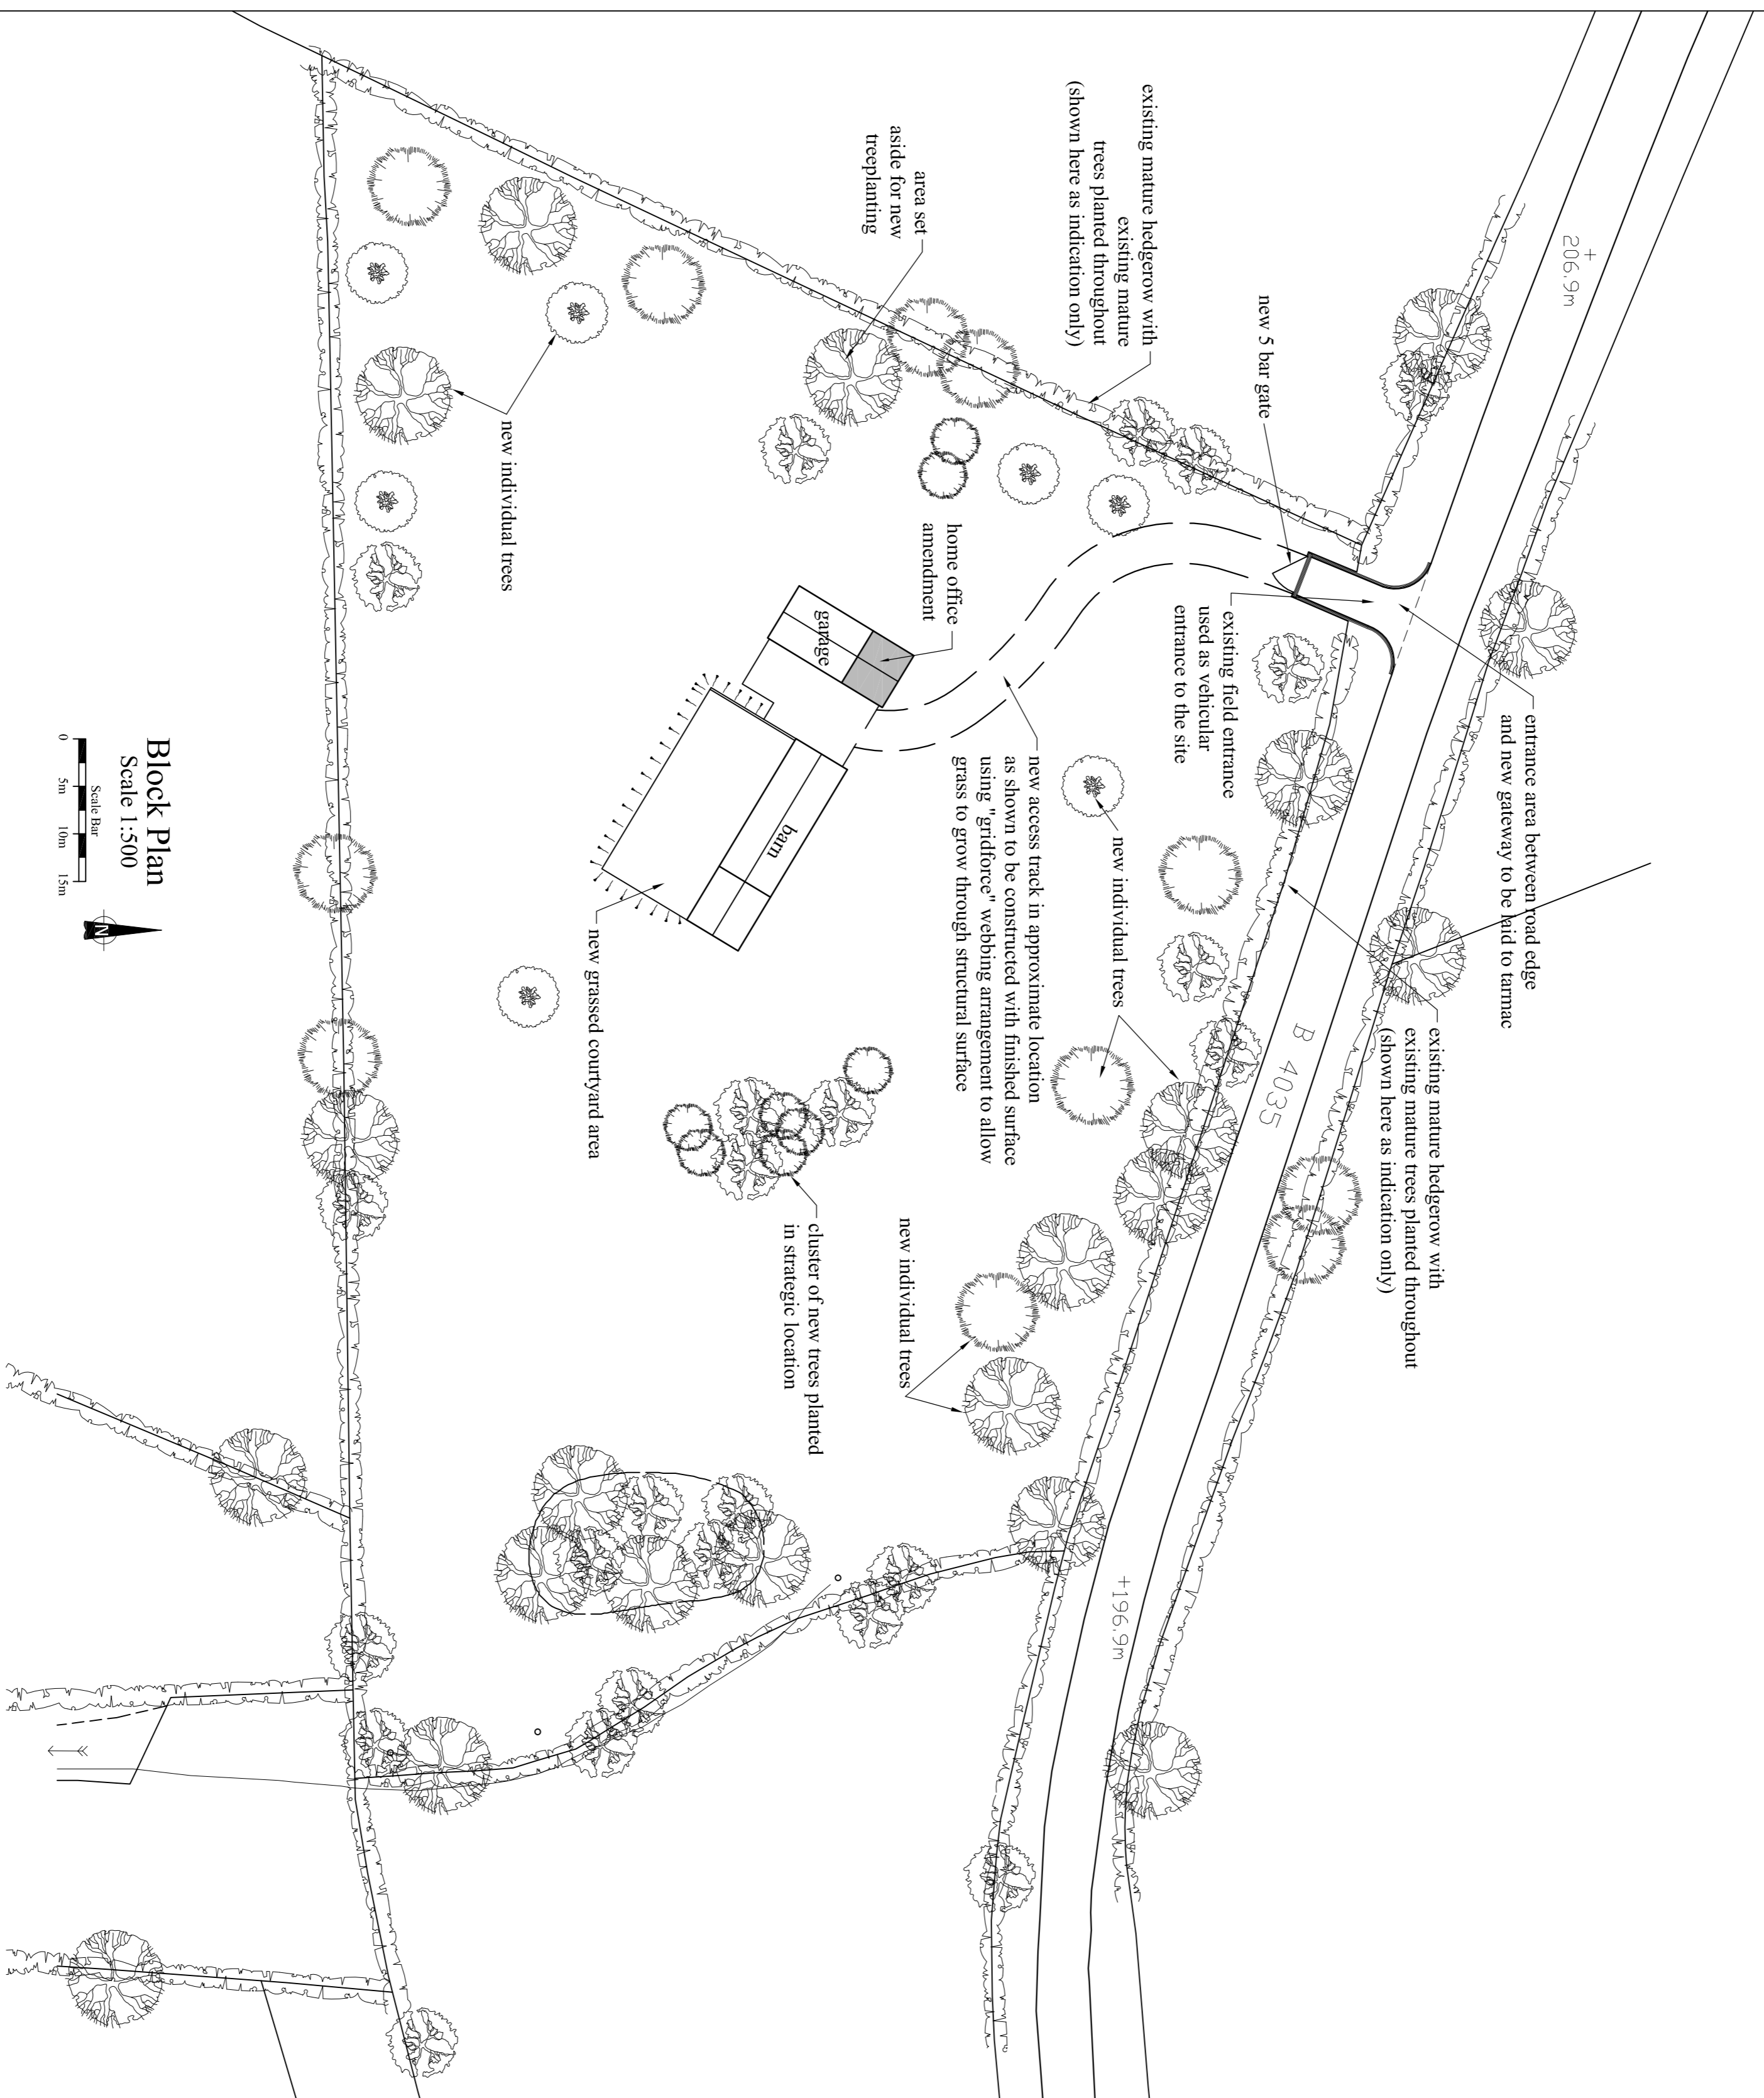 206.9m
existing mature hedgerow with
existing mature
trees planted throughout
(shown here as indication only)
area set
aside for new
treeplanting
new 5 bar gate
entrance area between road edge
and new gateway to be laid to tarmac
existing field entrance
used as vehicular
entrance to the site
existing mature hedgerow with
existing mature trees planted throughout
(shown here as indication only)
B 4035
new individual trees
home office
amendment
garage
barn
new access track in approximate location
as shown to be constructed with finished surface
using "gridforce" webbing arrangement to allow
grass to grow through structural surface
new individual trees
new grassed courtyard area
cluster of new trees planted
in strategic location
new individual trees
196.9m
Block Plan
Scale 1:500
Scale Bar
0 5m 10m 15m
N